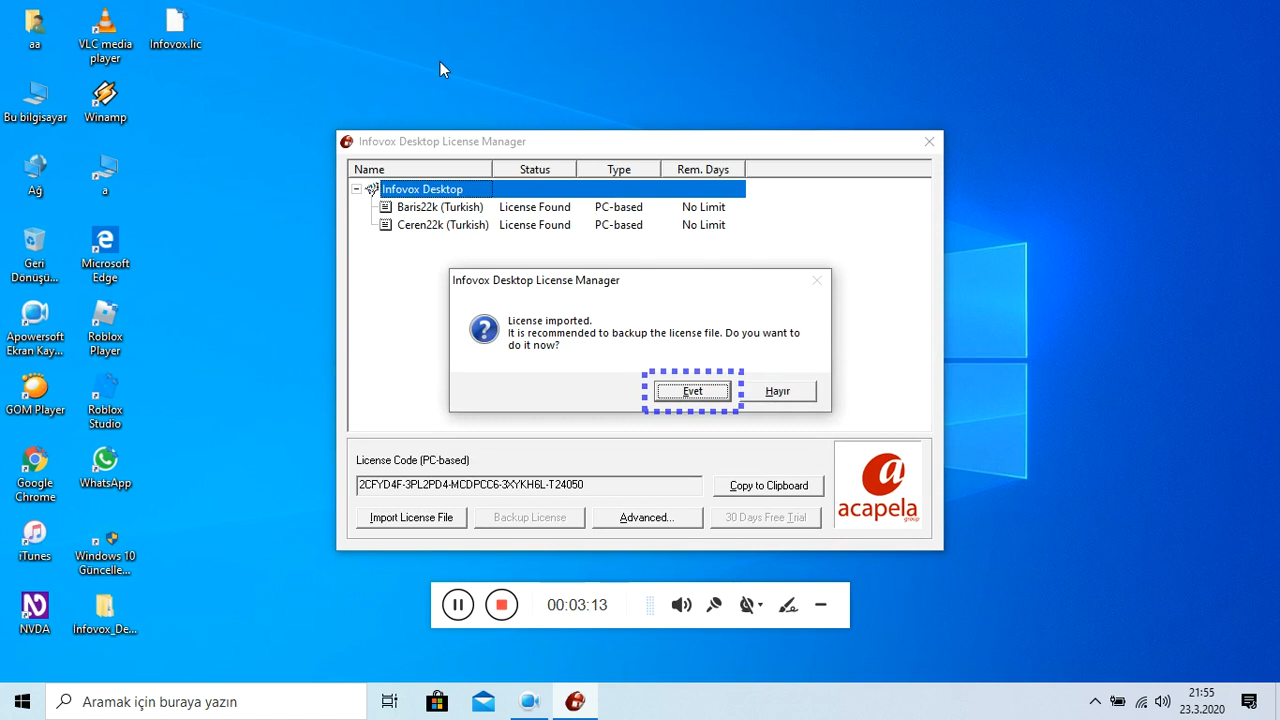 aa
VLC media
player
Infovox.lic
Bu bilgisayar
Winamp
Ağ
a
Geri
Dönüşü...
Microsoft
Edge
Apowersoft
Ekran Kay...
Roblox
Player
GOM Player
Roblox
Studio
Google
Chrome
WhatsApp
iTunes
Windows 10
Güncelle...
NVDA
Infovox_De...
Infovox Desktop License Manager
Name Status Type Rem. Days
Infovox Desktop
Baris22k (Turkish) License Found PC-based No Limit
Ceren22k (Turkish) License Found PC-based No Limit
Infovox Desktop License Manager
License imported.
It is recommended to backup the license file. Do you want to
do it now?
Evet Hayır
License Code (PC-based)
2CFYD4F-3PL2PD4-MCDPCC6-3XYKH6L-T24050
Copy to Clipboard
Import License File Backup License Advanced... 30 Days Free Trial
acapela
group
00:03:13
Aramak için buraya yazın
21:55
23.3.2020